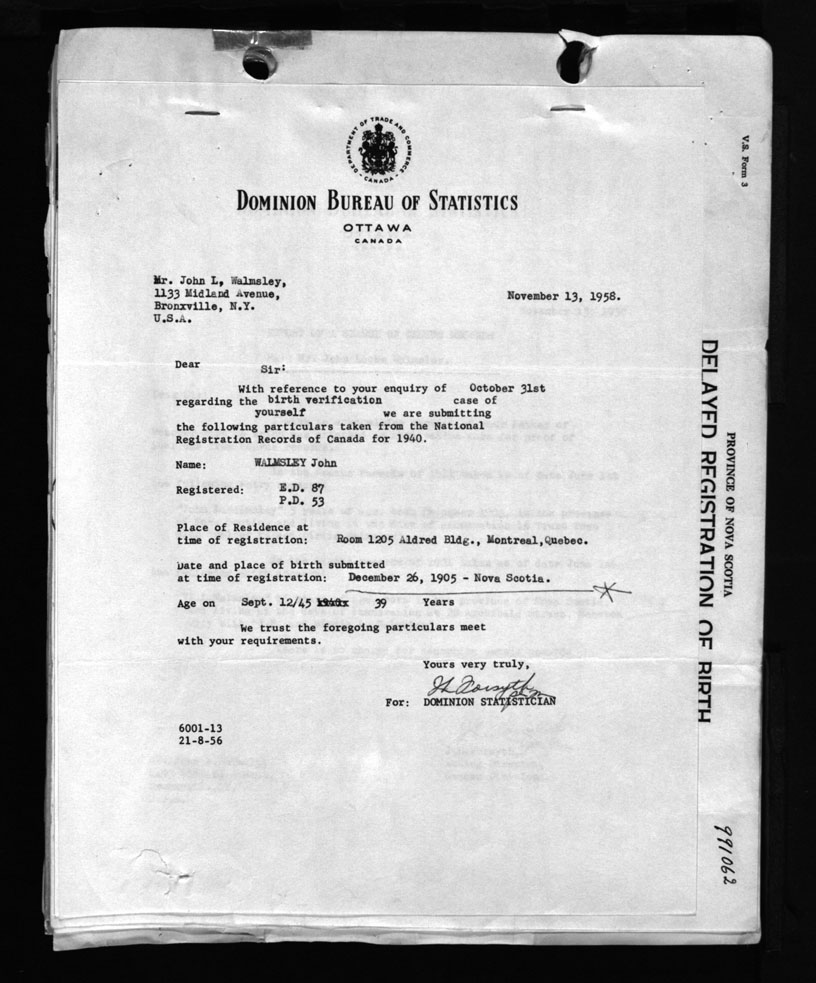 DEPARTMENT OF TRADE AND COMMERCE
CANADA
DOMINION BUREAU OF STATISTICS
OTTAWA
CANADA
Mr. John L, Walmsley,
1133 Midland Avenue,
Bronxville, N.Y.
U.S.A.
November 13, 1958.
Dear Sir:
With reference to your enquiry of October 31st
regarding the birth verification case of
yourself we are submitting
the following particulars taken from the National
Registration Records of Canada for 1940.
Name: WALMSLEY John
Registered: E.D. 87
P.D. 53
Place of Residence at
time of registration: Room 1205 Aldred Bldg., Montreal,Quebec.
Date and place of birth submitted
at time of registration: December 26, 1905 - Nova Scotia.
Age on Sept. 12/45 39 Years
We trust the foregoing particulars meet
with your requirements.
Yours very truly,
For: DOMINION STATISTICIAN
6001-13
21-8-56
V.S. Form 3
PROVINCE OF NOVA SCOTIA
DELAYED REGISTRATION OF BIRTH
991062